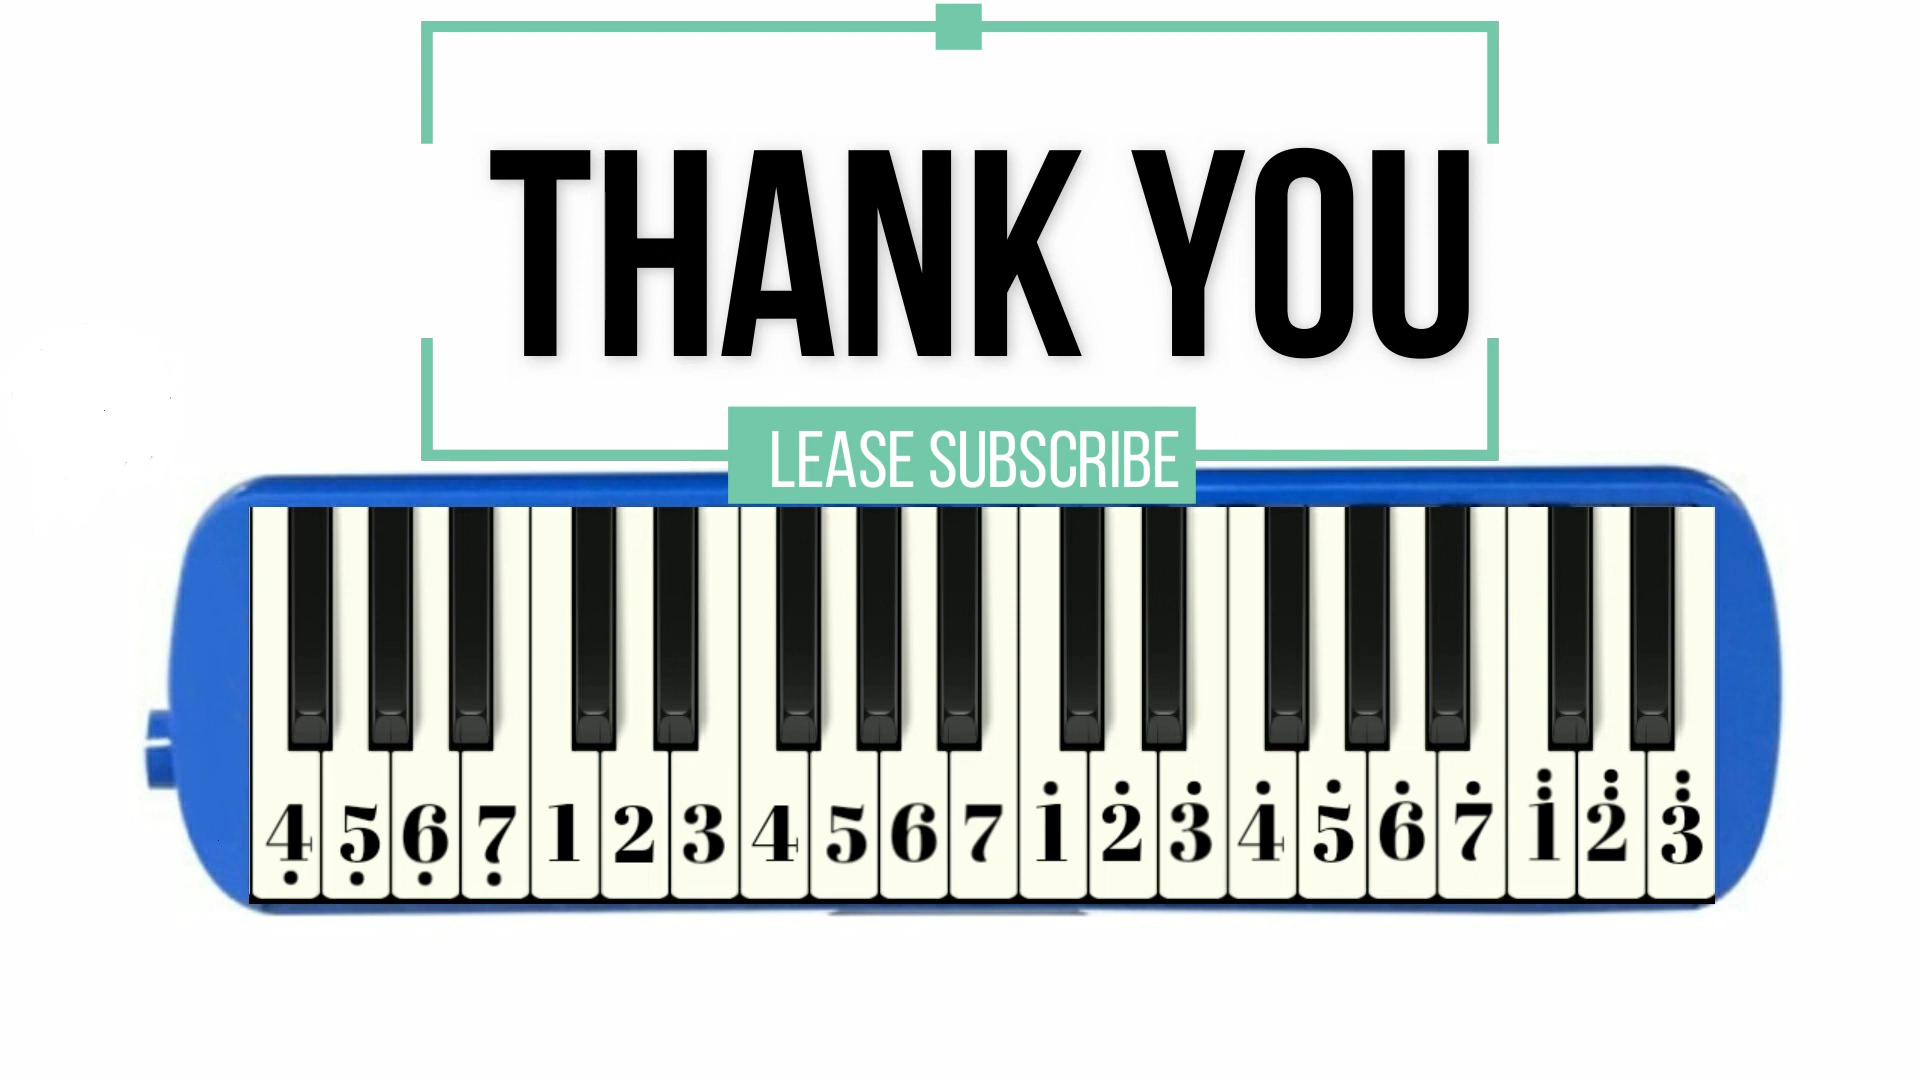 THANK YOU
LEASE SUBSCRIBE
4̣ 5̣ 6̣ 7̣ 1 2 3 4 5 6 7 1̇ 2̇ 3̇ 4̇ 5̇ 6̇ 7̇ 1̈ 2̈ 3̈